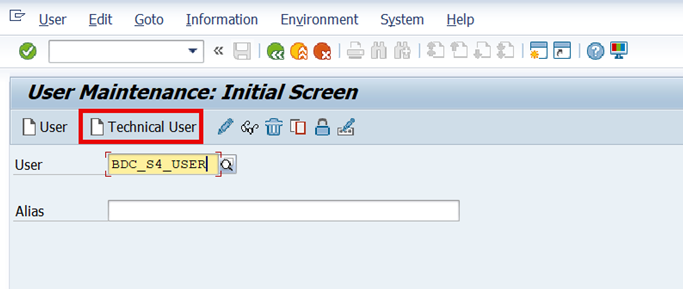 User Edit Goto Information Environment System Help
User Maintenance: Initial Screen
User Technical User
User BDC_S4_USER
Alias